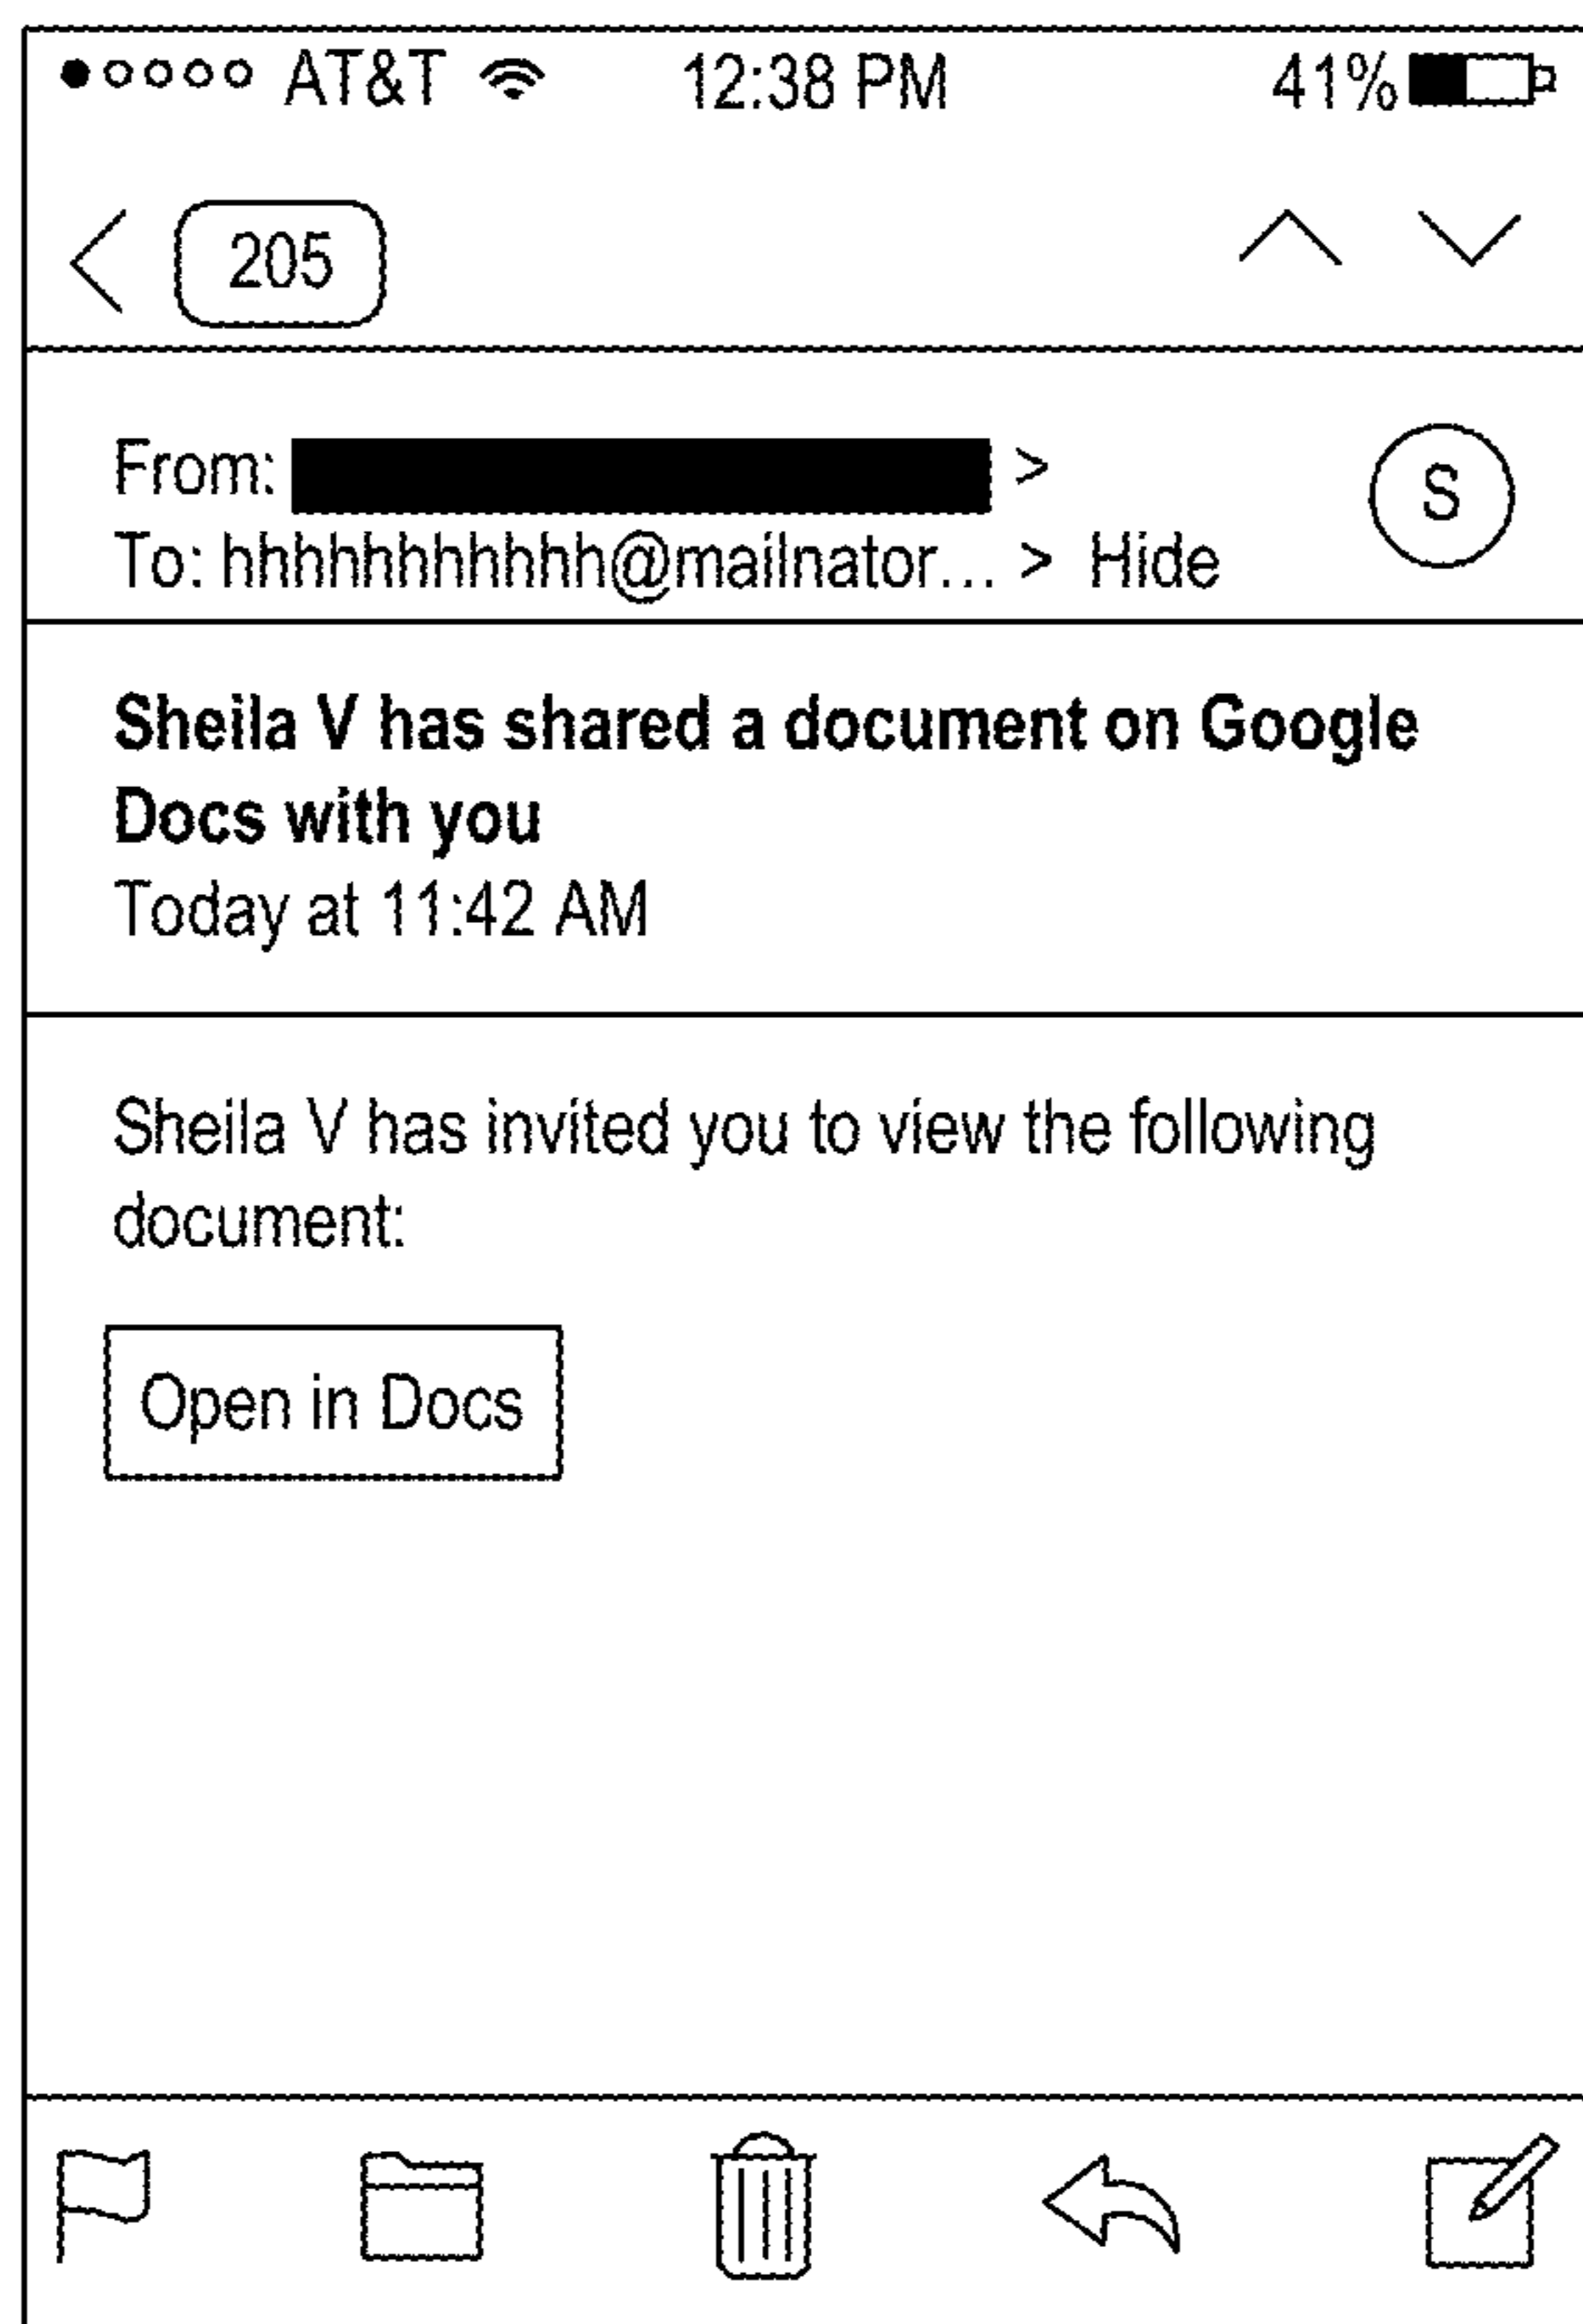 AT&T 12:38 PM 41%
205
From: >
To: hhhhhhhhhhh@mailnator... > Hide
S
Sheila V has shared a document on Google
Docs with you
Today at 11:42 AM
Sheila V has invited you to view the following
document:
Open in Docs